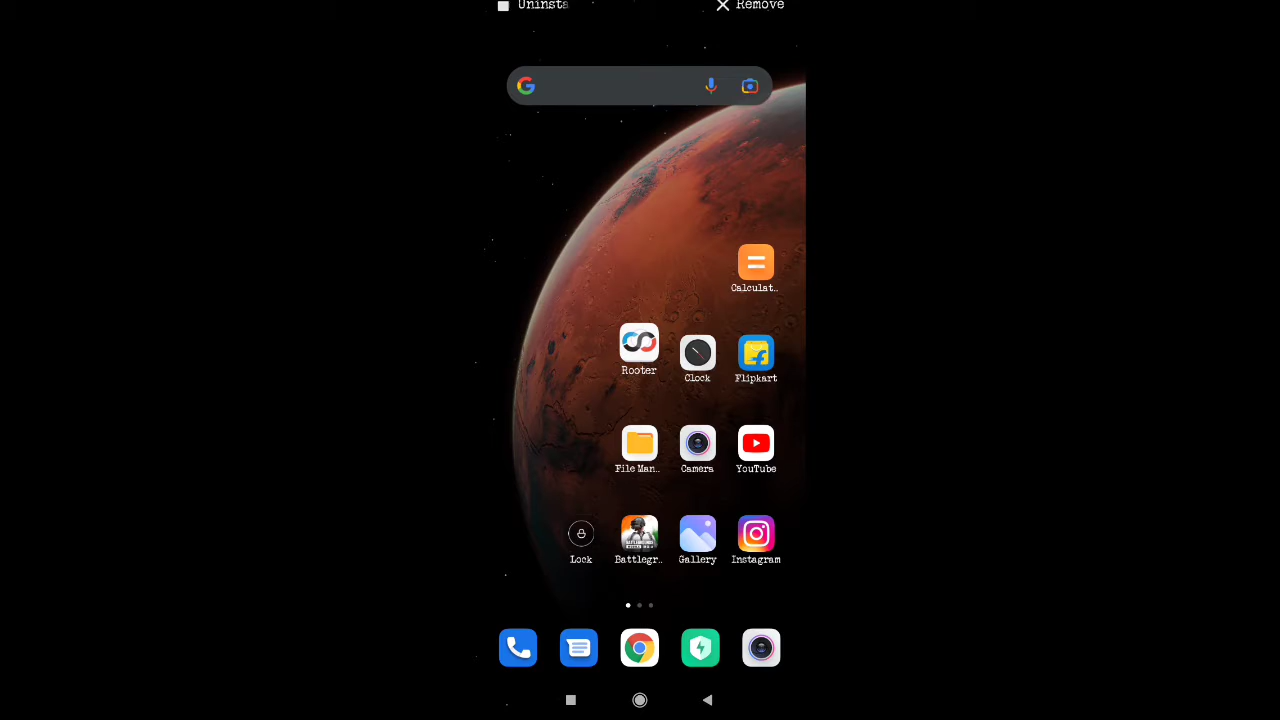 Uninsta
Remove
Calculat..
Rooter
Clock
Flipkart
File Man..
Camera
YouTube
Lock
Battlegr..
Gallery
Instagram